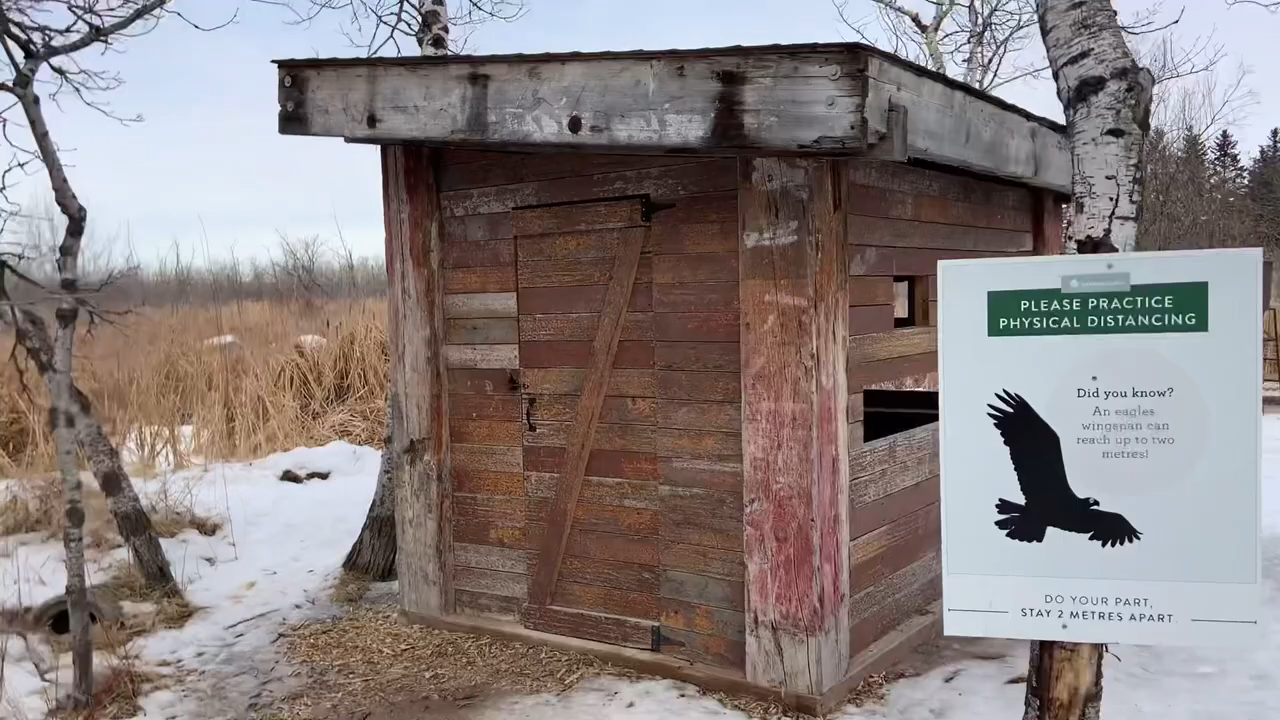 PLEASE PRACTICE
PHYSICAL DISTANCING
Did you know?
An eagles
wingspan can
reach up to two
metres!
DO YOUR PART,
STAY 2 METRES APART.